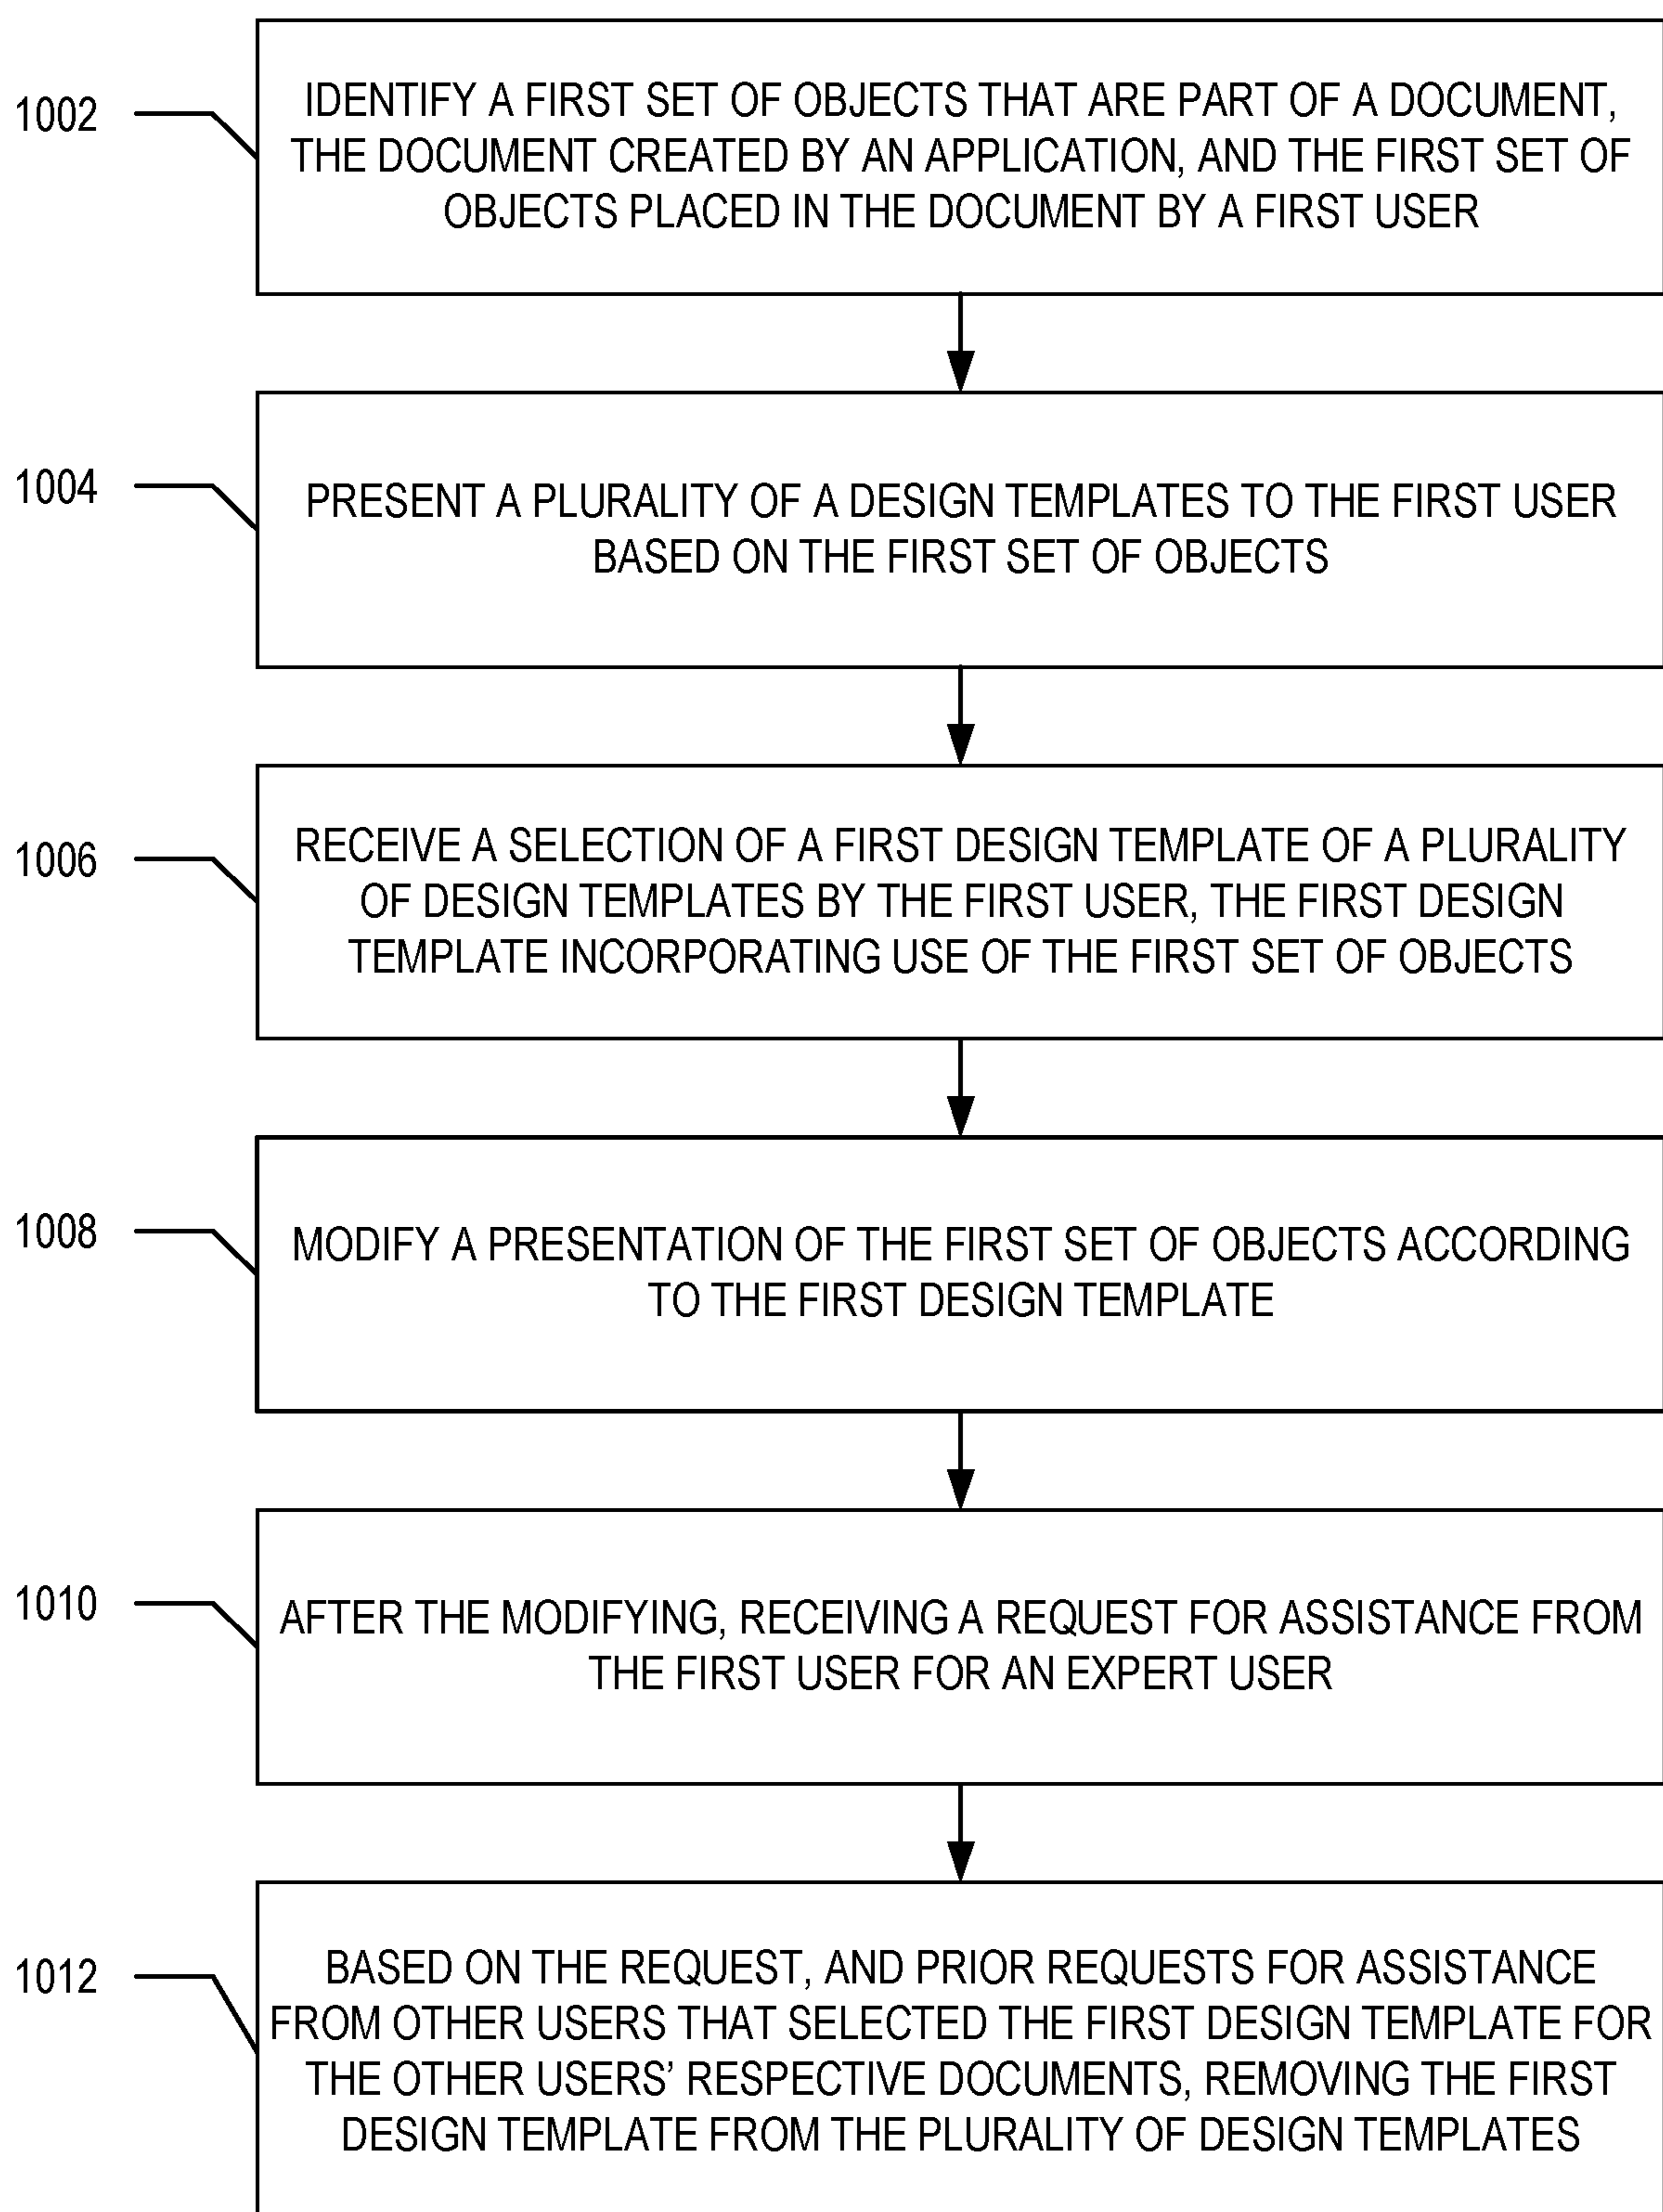 1002
IDENTIFY A FIRST SET OF OBJECTS THAT ARE PART OF A DOCUMENT,
THE DOCUMENT CREATED BY AN APPLICATION, AND THE FIRST SET OF
OBJECTS PLACED IN THE DOCUMENT BY A FIRST USER
1004
PRESENT A PLURALITY OF A DESIGN TEMPLATES TO THE FIRST USER
BASED ON THE FIRST SET OF OBJECTS
1006
RECEIVE A SELECTION OF A FIRST DESIGN TEMPLATE OF A PLURALITY
OF DESIGN TEMPLATES BY THE FIRST USER, THE FIRST DESIGN
TEMPLATE INCORPORATING USE OF THE FIRST SET OF OBJECTS
1008
MODIFY A PRESENTATION OF THE FIRST SET OF OBJECTS ACCORDING
TO THE FIRST DESIGN TEMPLATE
1010
AFTER THE MODIFYING, RECEIVING A REQUEST FOR ASSISTANCE FROM
THE FIRST USER FOR AN EXPERT USER
1012
BASED ON THE REQUEST, AND PRIOR REQUESTS FOR ASSISTANCE
FROM OTHER USERS THAT SELECTED THE FIRST DESIGN TEMPLATE FOR
THE OTHER USERS’ RESPECTIVE DOCUMENTS, REMOVING THE FIRST
DESIGN TEMPLATE FROM THE PLURALITY OF DESIGN TEMPLATES